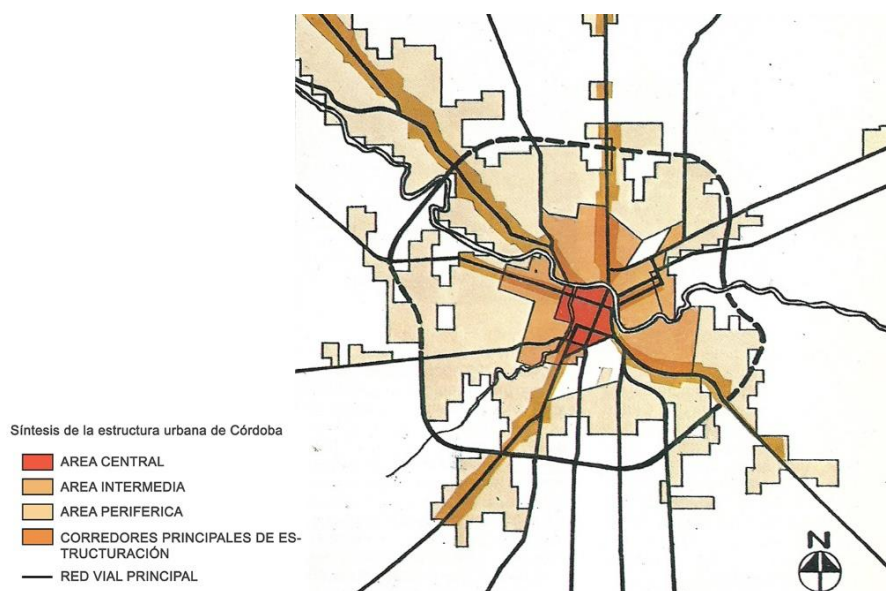 Síntesis de la estructura urbana de Córdoba
AREA CENTRAL
AREA INTERMEDIA
AREA PERIFERICA
CORREDORES PRINCIPALES DE ES-
TRUCTURACIÓN
RED VIAL PRINCIPAL
N